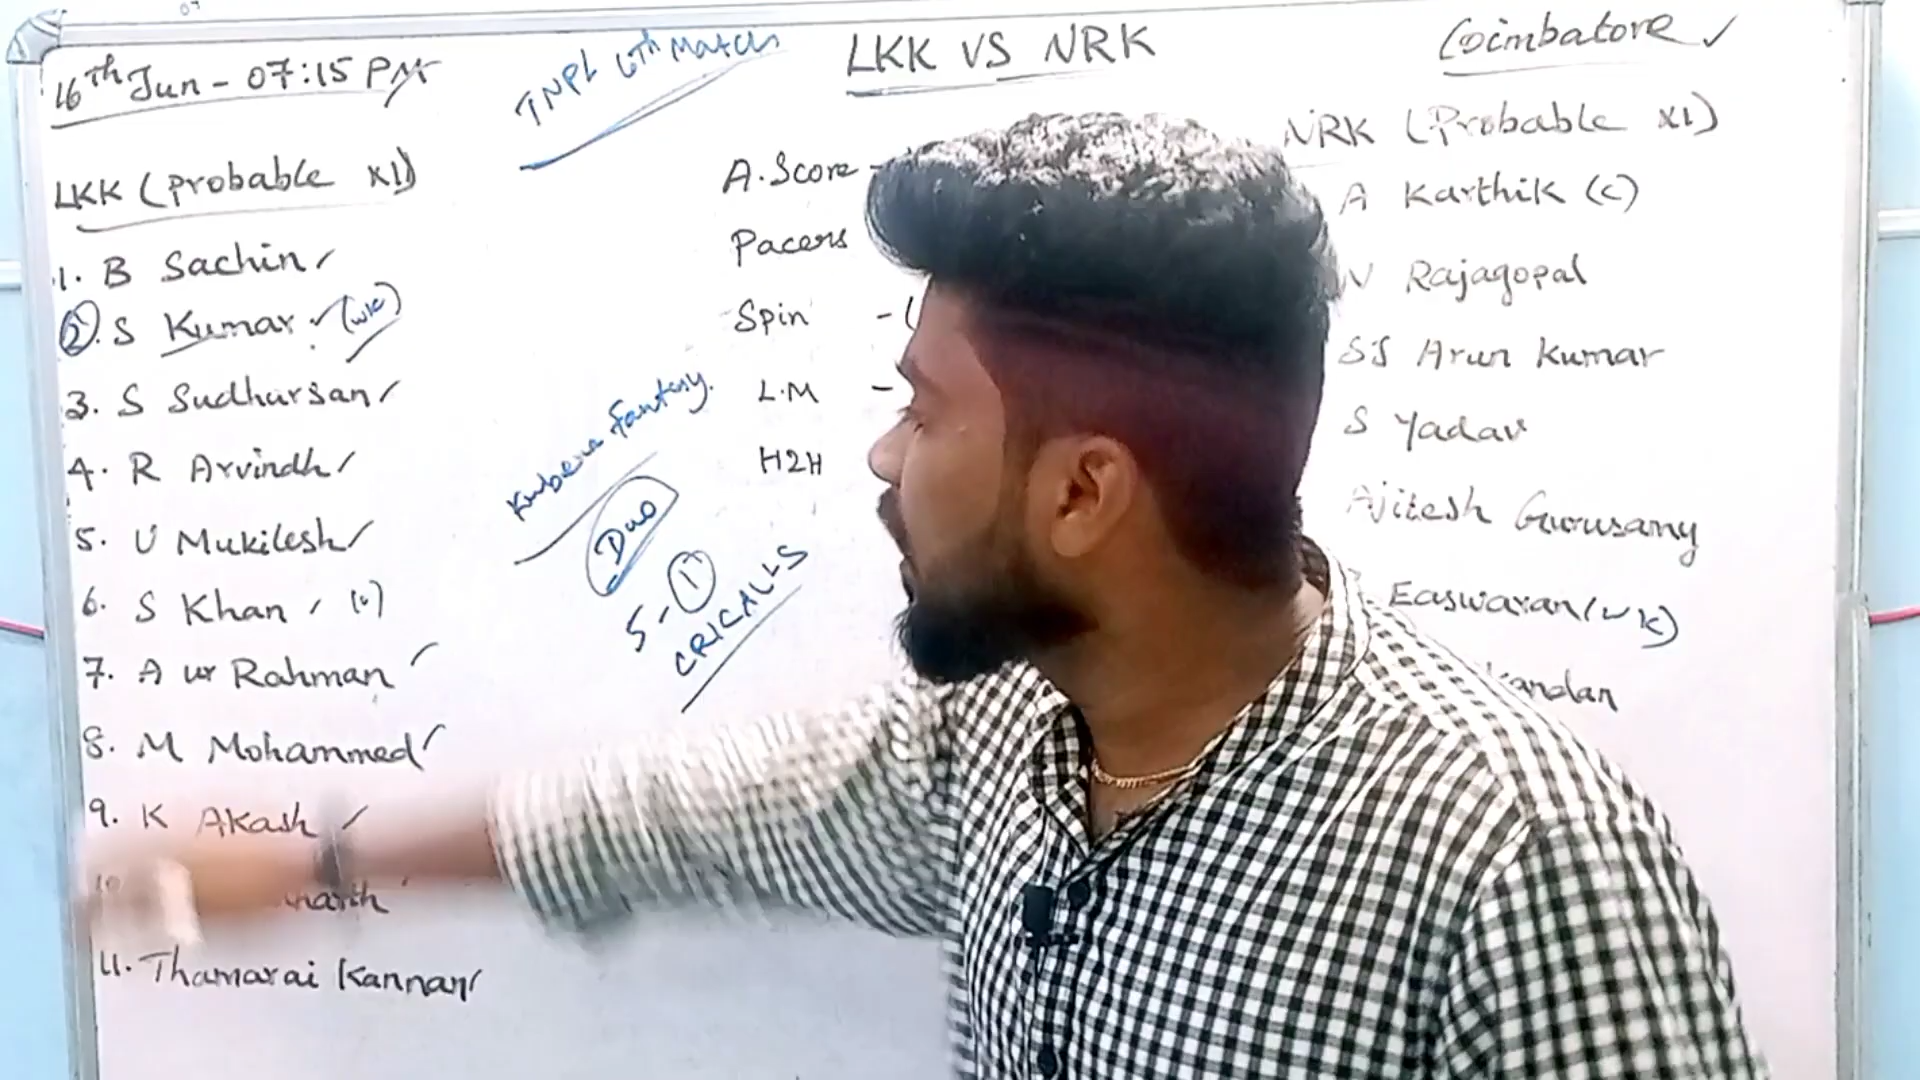 16th Jun - 07:15 PM
TNPL 6th Match
LKK VS NRK
Coimbatore ✓
LKK (Probable XI)
1. B Sachin
2. S Kumar (wk)
3. S Sudharsan
4. R Arvindh
5. U Mukilesh
6. S Khan (c)
7. A ur Rahman
8. M Mohammed
9. K Akash
10
11. Thamarai Kannan
Kubera Fantasy.
Duo
5-1
CRICALLS
A.Score -
Pacers
Spin - (
L.M -
H2H
NRK (Probable XI)
A Karthik (c)
N Rajagopal
SJ Arun Kumar
S Yadav
Ajitesh Gurusamy
Easwaran (wk)